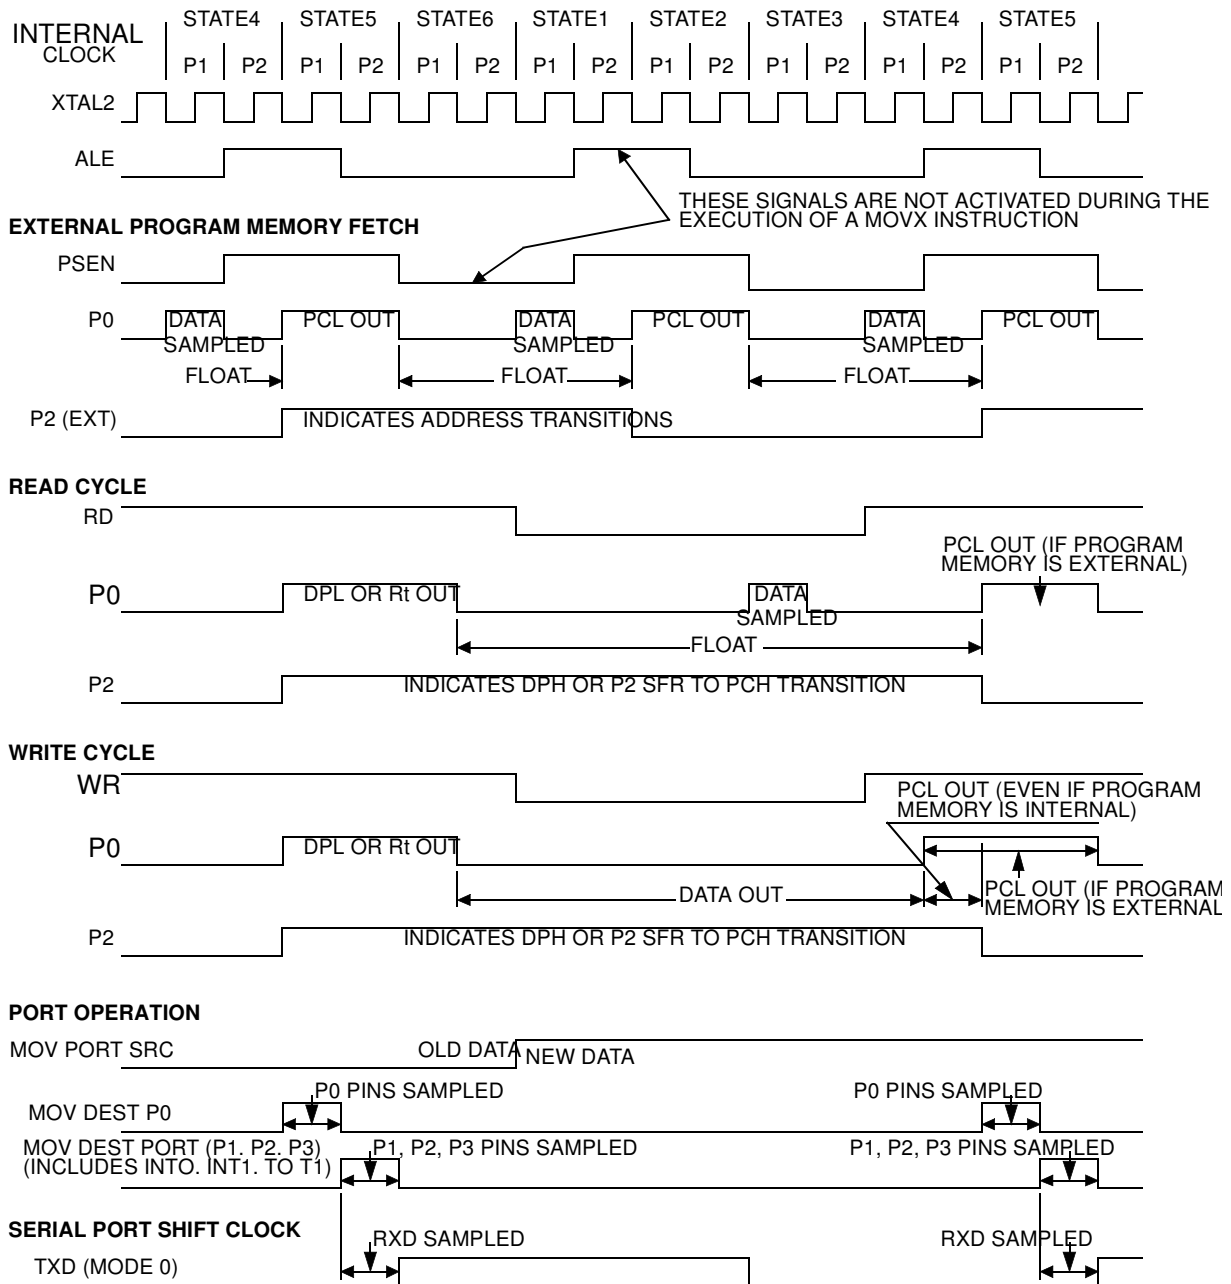 INTERNAL
CLOCK
STATE4 STATE5 STATE6 STATE1 STATE2 STATE3 STATE4 STATE5
P1 P2 P1 P2 P1 P2 P1 P2 P1 P2 P1 P2 P1 P2 P1 P2
XTAL2
ALE
THESE SIGNALS ARE NOT ACTIVATED DURING THE
EXECUTION OF A MOVX INSTRUCTION
EXTERNAL PROGRAM MEMORY FETCH
PSEN
P0 DATA PCL OUT DATA PCL OUT DATA PCL OUT
SAMPLED SAMPLED SAMPLED
FLOAT FLOAT FLOAT
P2 (EXT) INDICATES ADDRESS TRANSITIONS
READ CYCLE
RD
PCL OUT (IF PROGRAM
MEMORY IS EXTERNAL)
P0 DPL OR Rt OUT DATA
SAMPLED
FLOAT
P2 INDICATES DPH OR P2 SFR TO PCH TRANSITION
WRITE CYCLE
WR
PCL OUT (EVEN IF PROGRAM
MEMORY IS INTERNAL)
P0 DPL OR Rt OUT
DATA OUT
PCL OUT (IF PROGRAM
MEMORY IS EXTERNAL
P2 INDICATES DPH OR P2 SFR TO PCH TRANSITION
PORT OPERATION
MOV PORT SRC OLD DATA NEW DATA
P0 PINS SAMPLED P0 PINS SAMPLED
MOV DEST P0
MOV DEST PORT (P1. P2. P3) P1, P2, P3 PINS SAMPLED P1, P2, P3 PINS SAMPLED
(INCLUDES INTO. INT1. TO T1)
SERIAL PORT SHIFT CLOCK
RXD SAMPLED RXD SAMPLED
TXD (MODE 0)